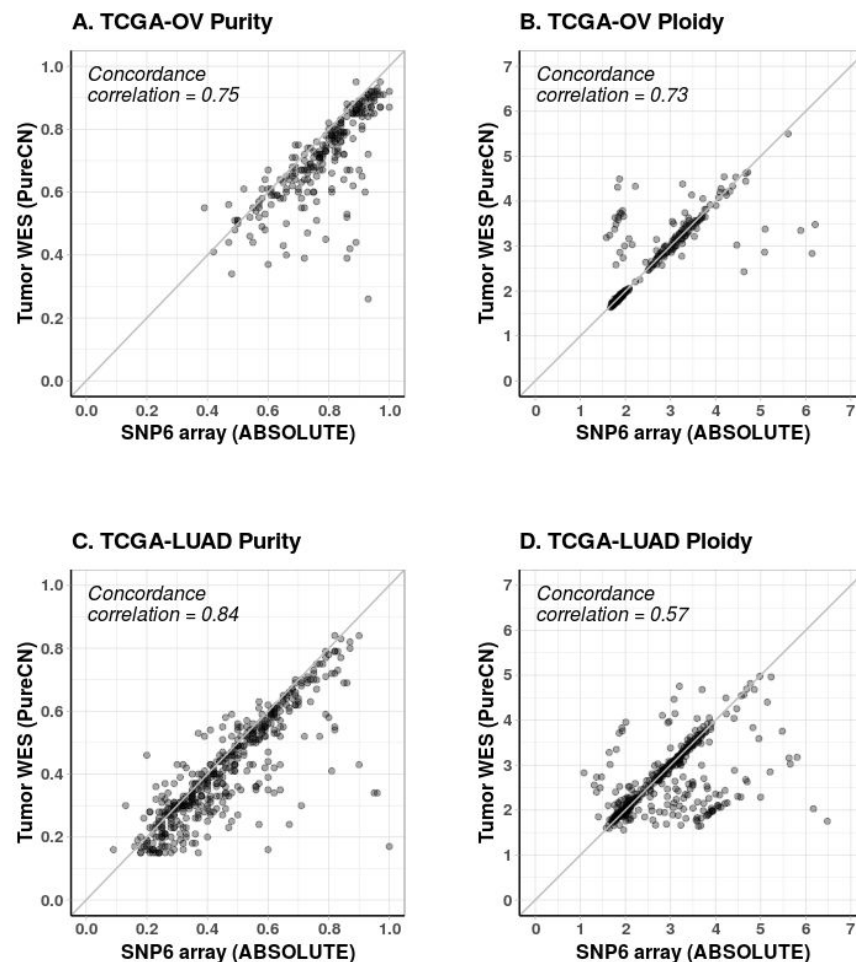 A. TCGA-OV Purity
Concordance
correlation = 0.75
1.0
0.8
0.6
0.4
0.2
0.0
Tumor WES (PureCN)
0.0 0.2 0.4 0.6 0.8 1.0
SNP6 array (ABSOLUTE)
B. TCGA-OV Ploidy
Concordance
correlation = 0.73
7
6
5
4
3
2
1
0
Tumor WES (PureCN)
0 1 2 3 4 5 6 7
SNP6 array (ABSOLUTE)
C. TCGA-LUAD Purity
Concordance
correlation = 0.84
1.0
0.8
0.6
0.4
0.2
0.0
Tumor WES (PureCN)
0.0 0.2 0.4 0.6 0.8 1.0
SNP6 array (ABSOLUTE)
D. TCGA-LUAD Ploidy
Concordance
correlation = 0.57
7
6
5
4
3
2
1
0
Tumor WES (PureCN)
0 1 2 3 4 5 6 7
SNP6 array (ABSOLUTE)